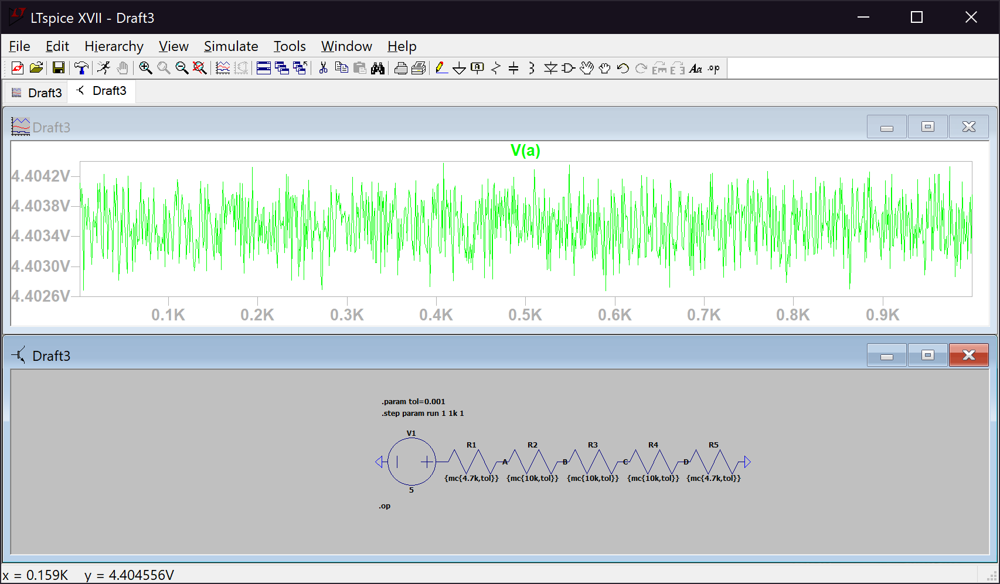 LTspice XVII - Draft3
File Edit Hierarchy View Simulate Tools Window Help
Aa .op
Draft3 Draft3
Draft3
V(a)
4.4042V
4.4038V
4.4034V
4.4030V
4.4026V
0.1K 0.2K 0.3K 0.4K 0.5K 0.6K 0.7K 0.8K 0.9K
Draft3
.param tol=0.001
.step param run 1 1k 1
V1
R1 R2 R3 R4 R5
A B C D
{mc{4.7k,tol}} {mc{10k,tol}} {mc{10k,tol}} {mc{10k,tol}} {mc{4.7k,tol}}
5
.op
x = 0.159K y = 4.404556V